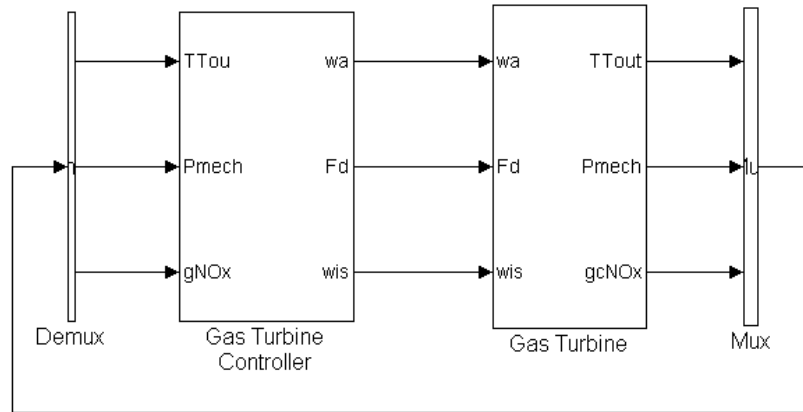 TTou
wa
wa
TTout
Pmech
Fd
Fd
Pmech
gNOx
wis
wis
gcNOx
Demux
Gas Turbine
Controller
Gas Turbine
Mux